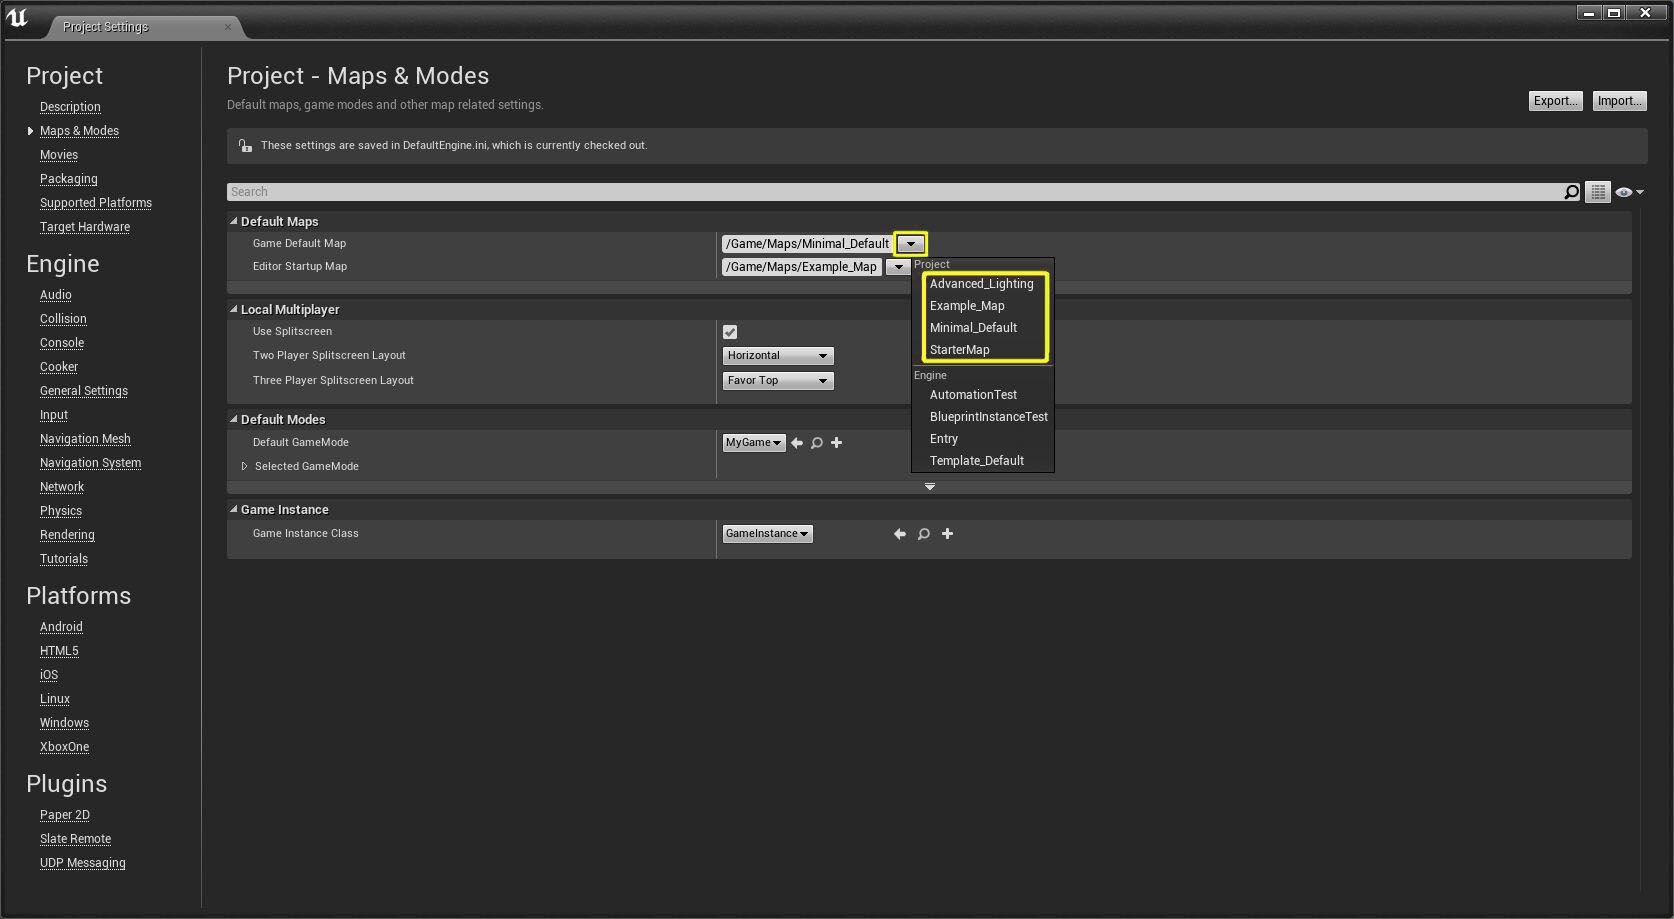 Project Settings
Project
Description
Maps & Modes
Movies
Packaging
Supported Platforms
Target Hardware
Engine
Audio
Collision
Console
Cooker
General Settings
Input
Navigation Mesh
Navigation System
Network
Physics
Rendering
Tutorials
Platforms
Android
HTML5
iOS
Linux
Windows
XboxOne
Plugins
Paper 2D
Slate Remote
UDP Messaging
Project - Maps & Modes
Default maps, game modes and other map related settings.
Export... Import...
These settings are saved in DefaultEngine.ini, which is currently checked out.
Search
Default Maps
Game Default Map /Game/Maps/Minimal_Default
Editor Startup Map /Game/Maps/Example_Map
Local Multiplayer
Use Splitscreen
Two Player Splitscreen Layout Horizontal
Three Player Splitscreen Layout Favor Top
Default Modes
Default GameMode MyGame
Selected GameMode
Game Instance
Game Instance Class GameInstance
Project
Advanced_Lighting
Example_Map
Minimal_Default
StarterMap
Engine
AutomationTest
BlueprintInstanceTest
Entry
Template_Default